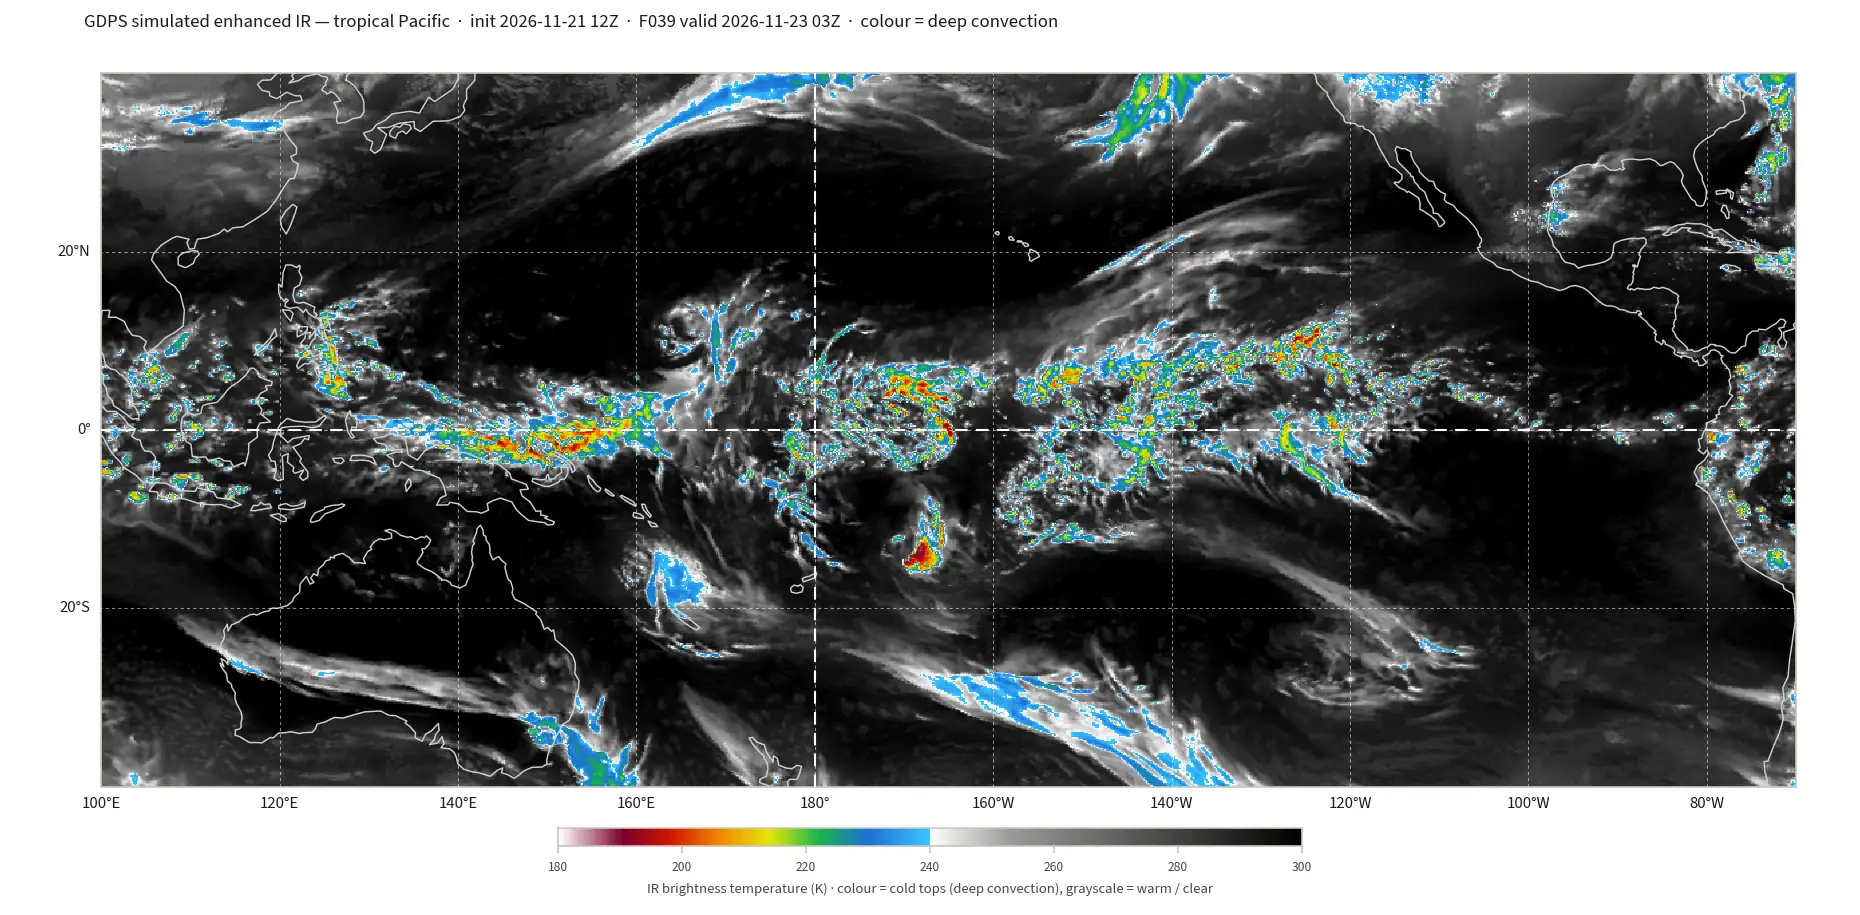 GDPS simulated enhanced IR — tropical Pacific · init 2026-11-21 12Z · F039 valid 2026-11-23 03Z · colour = deep convection
20°N
0°
20°S
100°E 120°E 140°E 160°E 180° 160°W 140°W 120°W 100°W 80°W
180 200 220 240 260 280 300
IR brightness temperature (K) · colour = cold tops (deep convection), grayscale = warm / clear